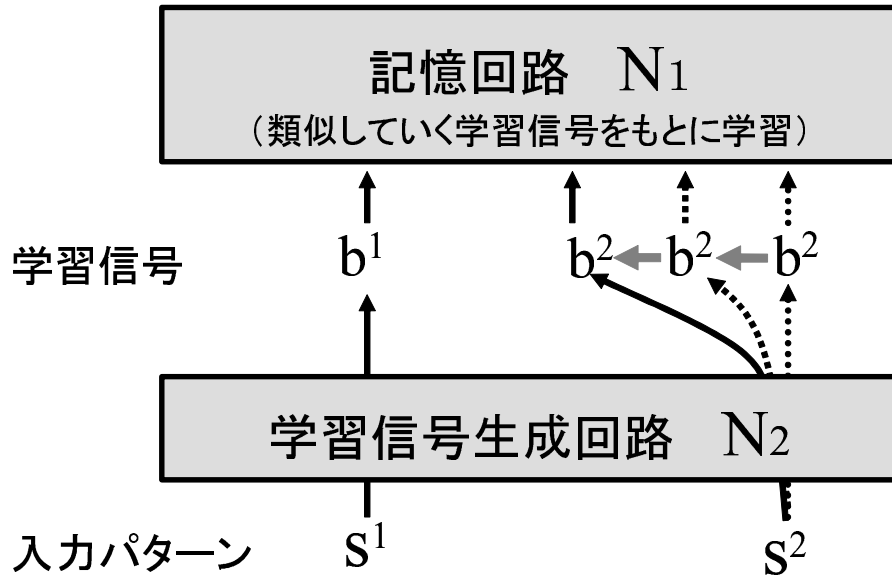 記憶回路 N₁
（類似していく学習信号をもとに学習）
学習信号 b¹ b² b² b²
学習信号生成回路 N₂
入力パターン s¹ s²